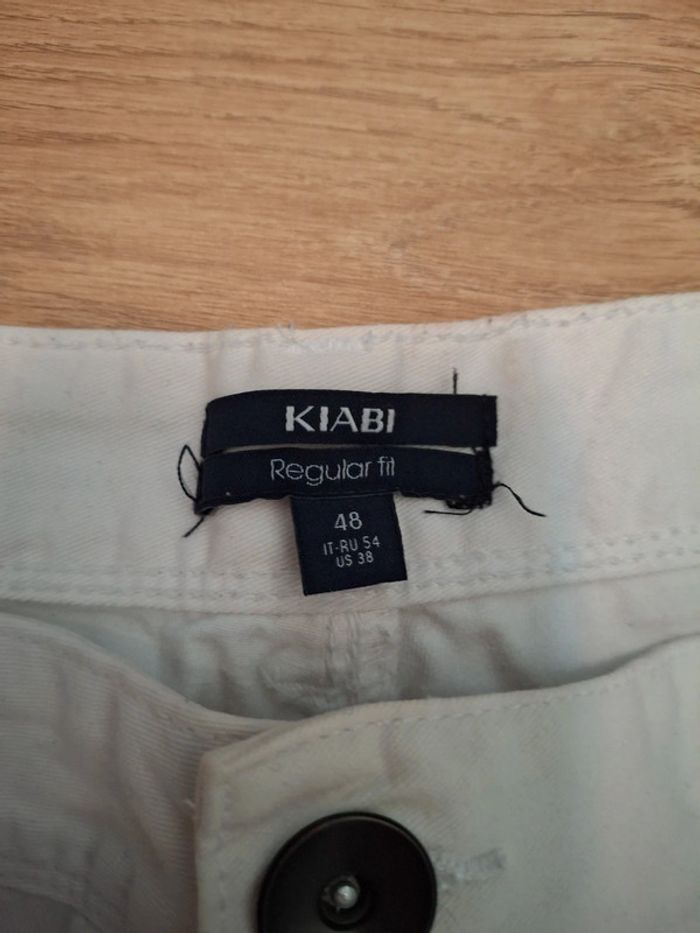 KIABI
Regular fit
48
IT-RU 54
US 38